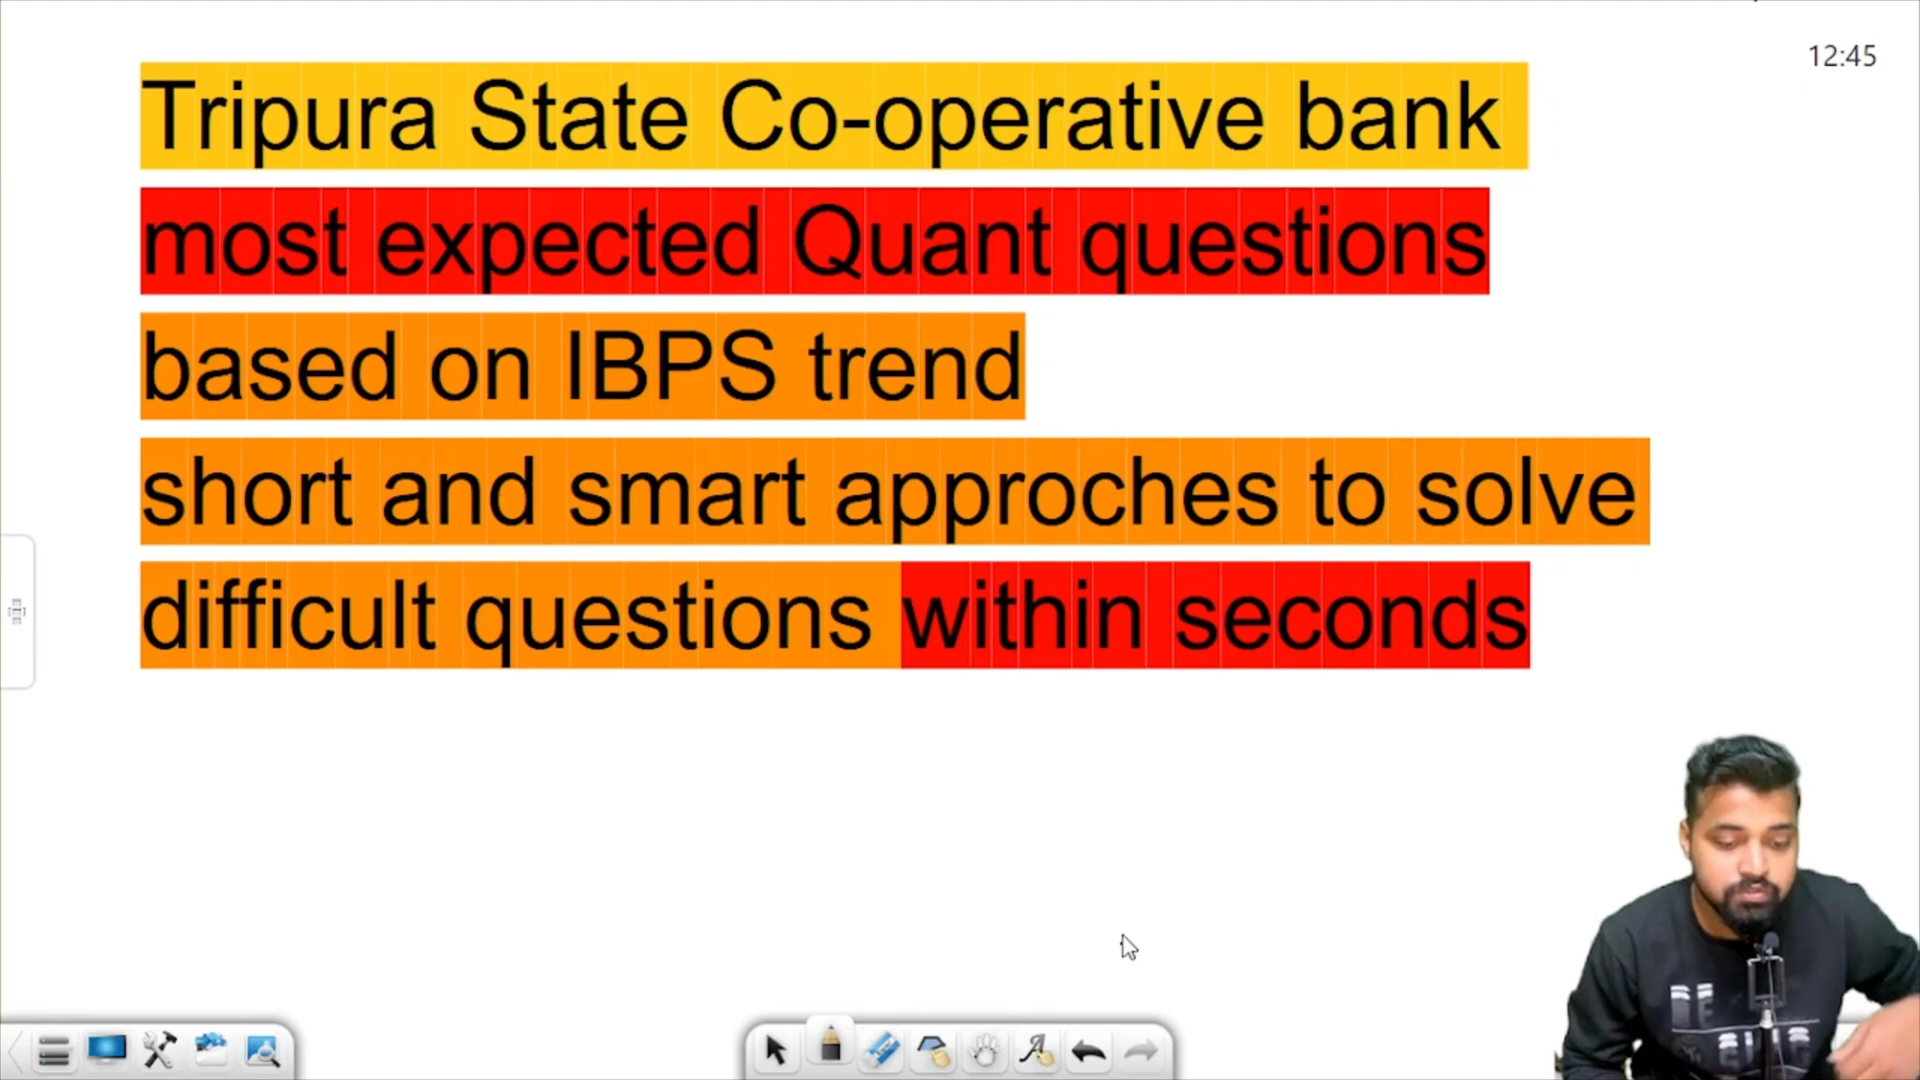 12:45
Tripura State Co-operative bank
most expected Quant questions
based on IBPS trend
short and smart approches to solve
difficult questions within seconds